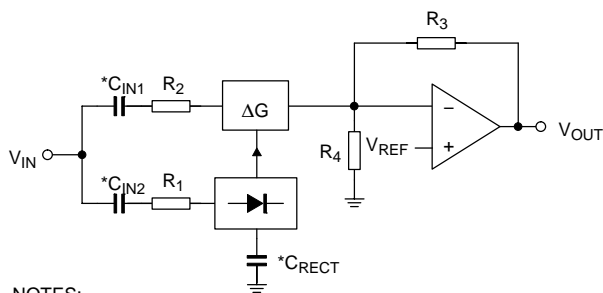 R3
*CIN1
R2
ΔG
−
VIN
R4
VREF
+
VOUT
*CIN2
R1
*CRECT
NOTES: